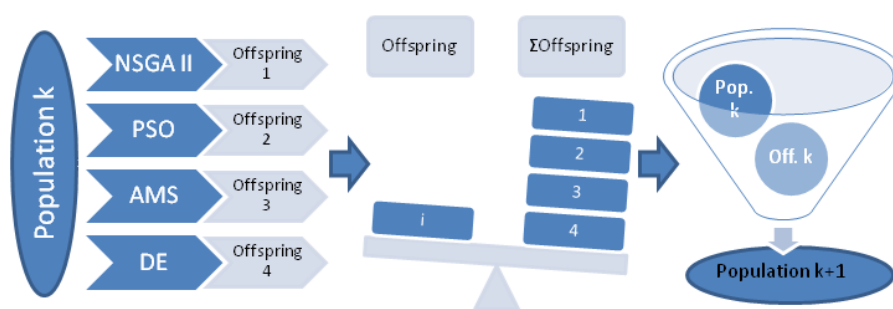 Population k
NSGA II
Offspring
1
PSO
Offspring
2
AMS
Offspring
3
DE
Offspring
4
Offspring
ΣOffspring
i
1
2
3
4
Pop.
k
Off. k
Population k+1